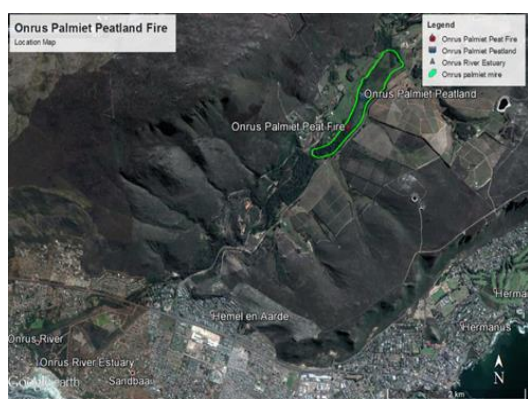 Onrus Palmiet Peatland Fire
Location Map
Legend
Onrus Palmiet Peat Fire
Onrus Palmiet Peatland
Onrus River Estuary
Onrus palmiet mire
Onrus Palmiet Peatland
Onrus Palmiet Peat Fire
Hemel en Aarde
Herma
Hermanus
Onrus River
Onrus River Estuary
Sandbaai
Google earth
N
km